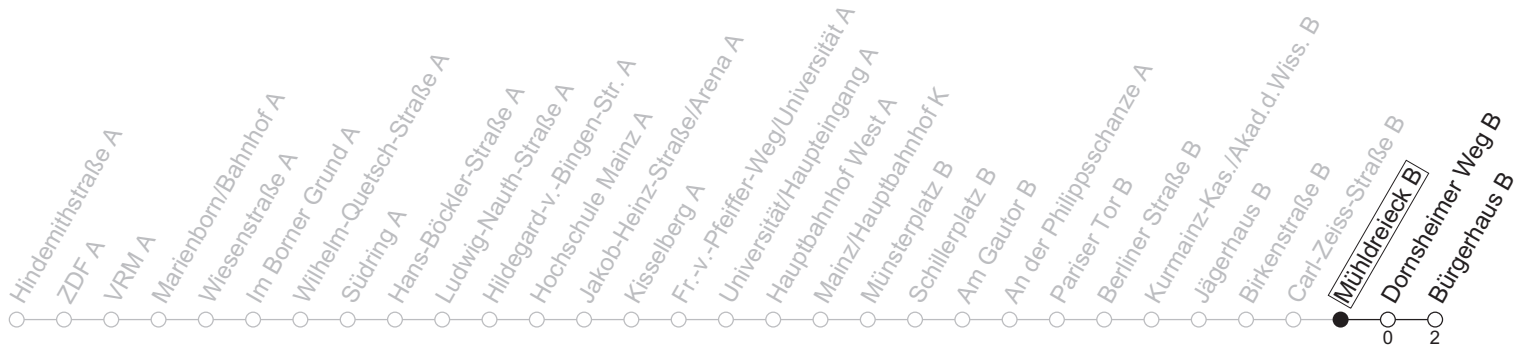 Hindemithstraße A
ZDF A
VRM A
Marienborn/Bahnhof A
Wiesenstraße A
Im Borner Grund A
Wilhelm-Quetsch-Straße A
Südring A
Hans-Böckler-Straße A
Ludwig-Nauth-Straße A
Hildegard-v.-Bingen-Str. A
Hochschule Mainz A
Jakob-Heinz-Straße/Arena A
Kisselberg A
Fr.-v.-Pfeiffer-Weg/Universität A
Universität/Haupteingang A
Hauptbahnhof West A
Mainz/Hauptbahnhof K
Münsterplatz B
Schillerplatz B
Am Gautor B
An der Philippsschanze A
Pariser Tor B
Berliner Straße B
Kurmainz-Kas./Akad.d.Wiss. B
Jägerhaus B
Birkenstraße B
Carl-Zeiss-Straße B
Mühldreieck B
Dornsheimer Weg B
Bürgerhaus B
0
2